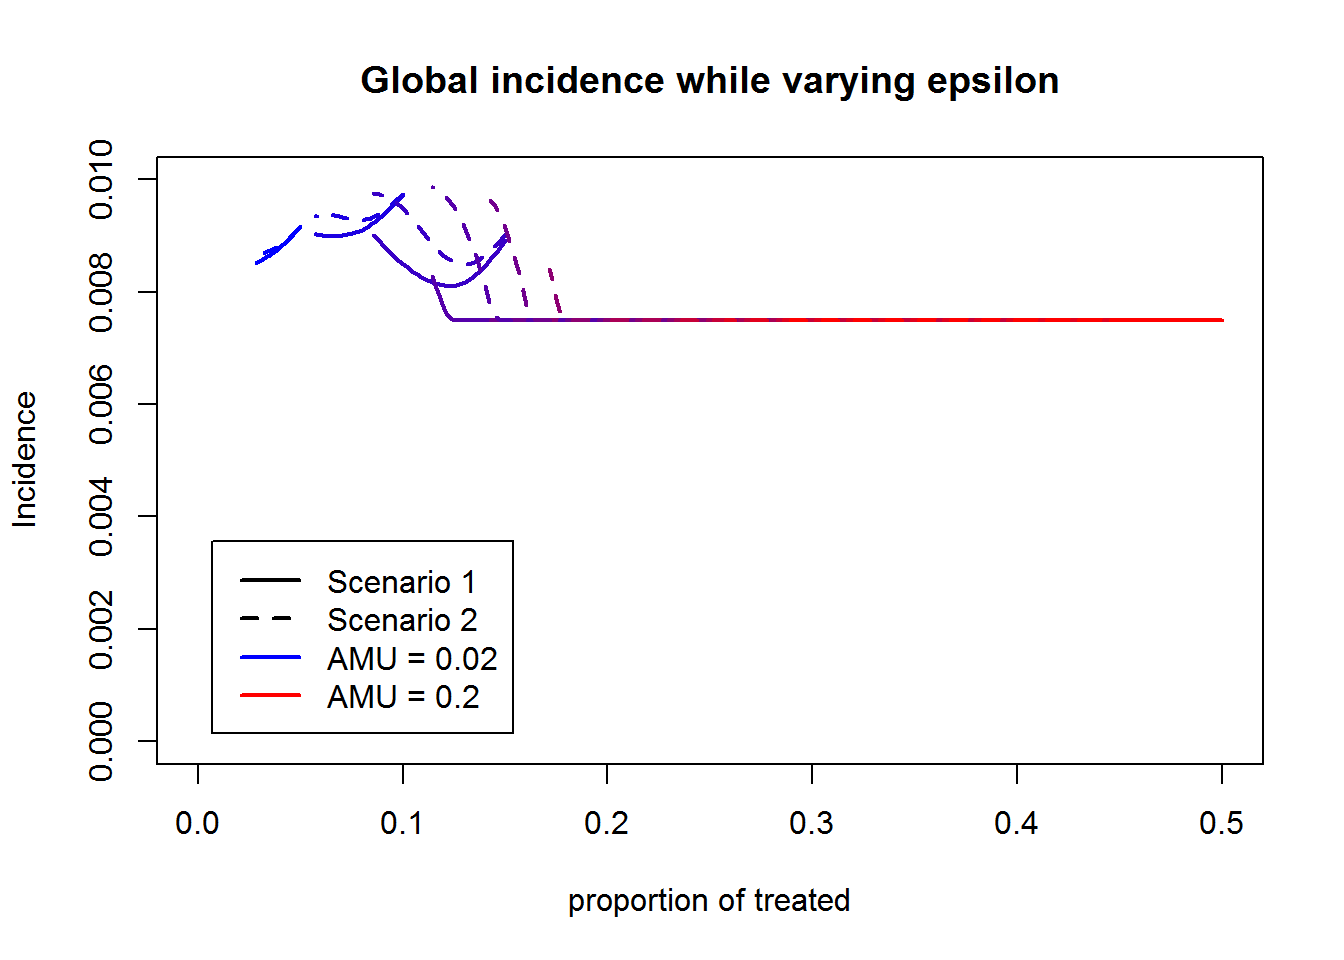 Global incidence while varying epsilon
Incidence
0.010
0.008
0.006
0.004
0.002
0.000
Scenario 1
Scenario 2
AMU = 0.02
AMU = 0.2
0.0 0.1 0.2 0.3 0.4 0.5
proportion of treated